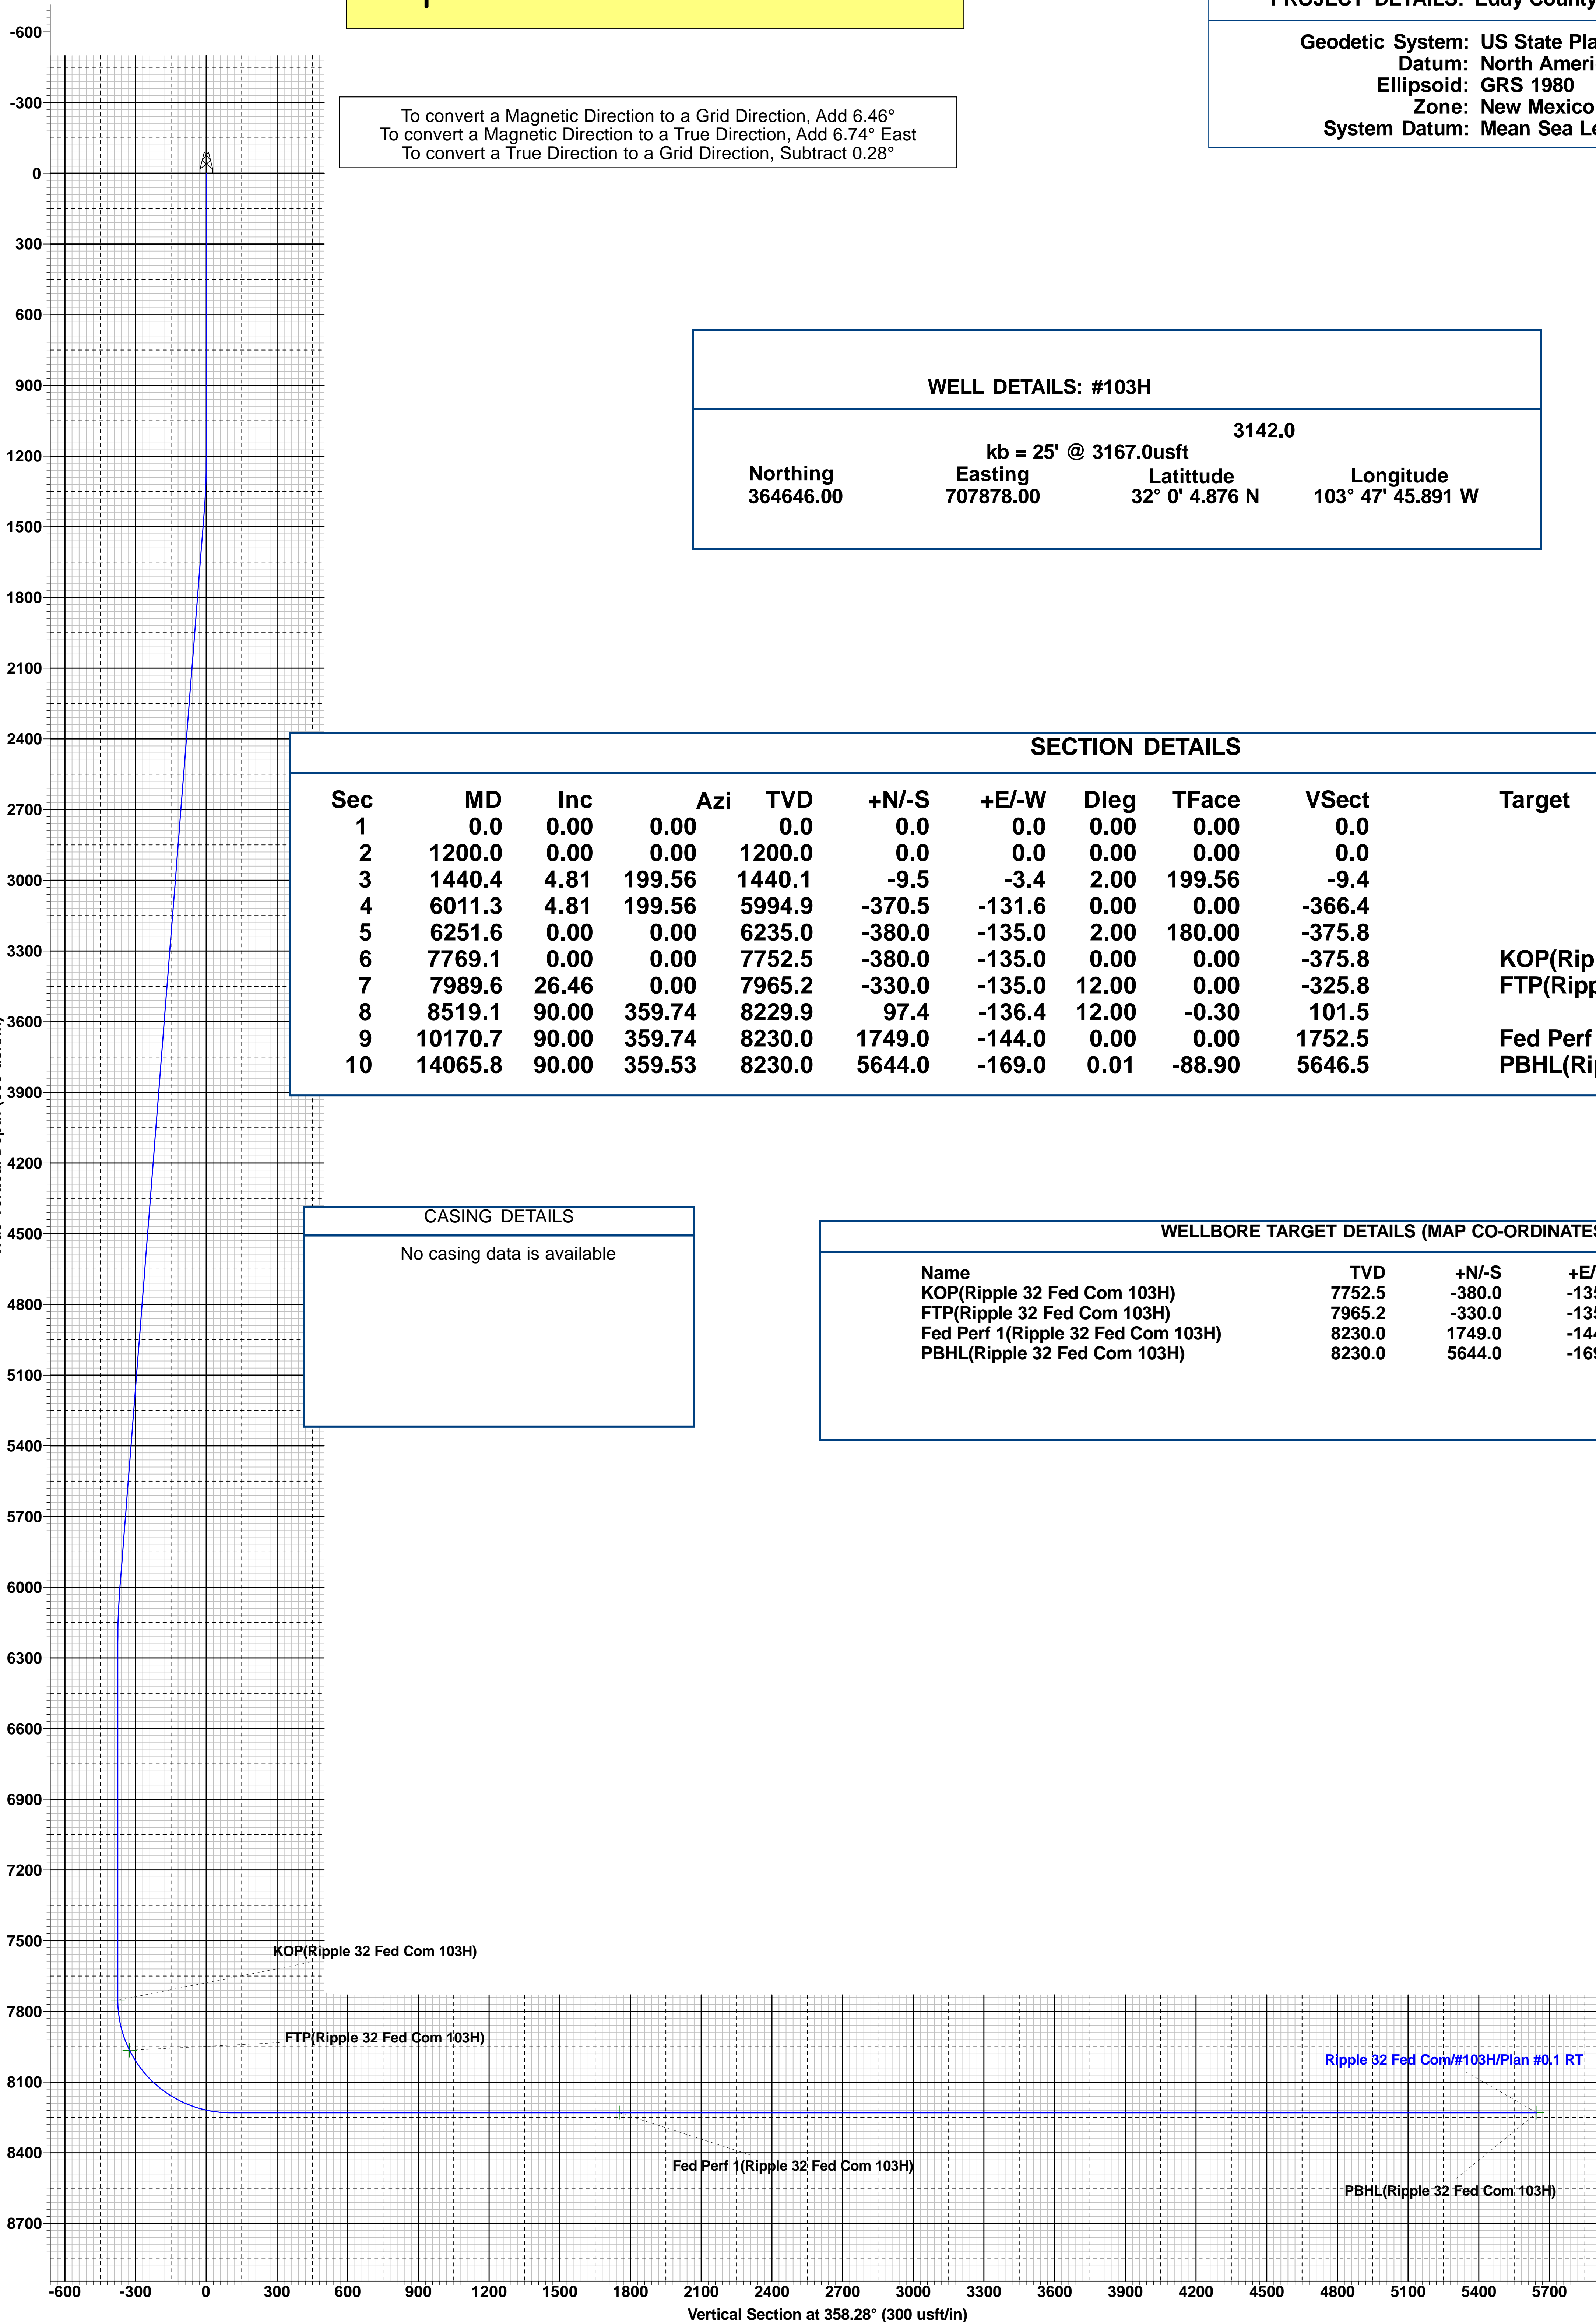 PROJECT DETAILS: Eddy County
Geodetic System: US State Pla
Datum: North Ameri
Ellipsoid: GRS 1980
Zone: New Mexico
System Datum: Mean Sea Le
To convert a Magnetic Direction to a Grid Direction, Add 6.46°
To convert a Magnetic Direction to a True Direction, Add 6.74° East
To convert a True Direction to a Grid Direction, Subtract 0.28°
WELL DETAILS: #103H
3142.0
kb = 25' @ 3167.0usft
Northing Easting Latittude Longitude
364646.00 707878.00 32° 0' 4.876 N 103° 47' 45.891 W
SECTION DETAILS
Sec MD Inc Azi TVD +N/-S +E/-W Dleg TFace VSect Target
1 0.0 0.00 0.00 0.0 0.0 0.0 0.00 0.00 0.0
2 1200.0 0.00 0.00 1200.0 0.0 0.0 0.00 0.00 0.0
3 1440.4 4.81 199.56 1440.1 -9.5 -3.4 2.00 199.56 -9.4
4 6011.3 4.81 199.56 5994.9 -370.5 -131.6 0.00 0.00 -366.4
5 6251.6 0.00 0.00 6235.0 -380.0 -135.0 2.00 180.00 -375.8
6 7769.1 0.00 0.00 7752.5 -380.0 -135.0 0.00 0.00 -375.8 KOP(Rip
7 7989.6 26.46 0.00 7965.2 -330.0 -135.0 12.00 0.00 -325.8 FTP(Ripp
8 8519.1 90.00 359.74 8229.9 97.4 -136.4 12.00 -0.30 101.5
9 10170.7 90.00 359.74 8230.0 1749.0 -144.0 0.00 0.00 1752.5 Fed Perf
10 14065.8 90.00 359.53 8230.0 5644.0 -169.0 0.01 -88.90 5646.5 PBHL(Ri
CASING DETAILS
No casing data is available
WELLBORE TARGET DETAILS (MAP CO-ORDINATES
Name TVD +N/-S +E/
KOP(Ripple 32 Fed Com 103H) 7752.5 -380.0 -135
FTP(Ripple 32 Fed Com 103H) 7965.2 -330.0 -135
Fed Perf 1(Ripple 32 Fed Com 103H) 8230.0 1749.0 -144
PBHL(Ripple 32 Fed Com 103H) 8230.0 5644.0 -169
-600
-300
0
300
600
900
1200
1500
1800
2100
2400
2700
3000
3300
3600
3900
4200
4500
4800
5100
5400
5700
6000
6300
6600
6900
7200
7500
7800
8100
8400
8700
KOP(Ripple 32 Fed Com 103H)
FTP(Ripple 32 Fed Com 103H)
Ripple 32 Fed Com/#103H/Plan #0.1 RT
Fed Perf 1(Ripple 32 Fed Com 103H)
PBHL(Ripple 32 Fed Com 103H)
-600 -300 0 300 600 900 1200 1500 1800 2100 2400 2700 3000 3300 3600 3900 4200 4500 4800 5100 5400 5700
Vertical Section at 358.28° (300 usft/in)